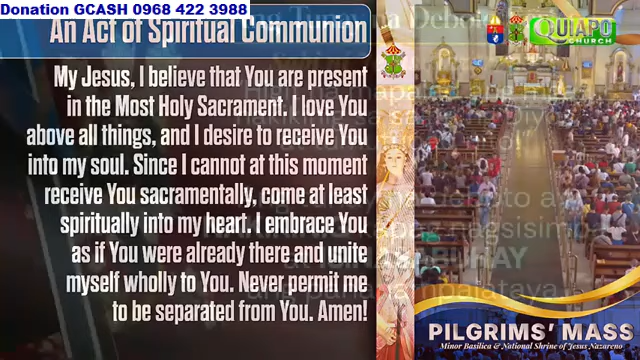 Donation GCASH 0968 422 3988
An Act of Spiritual Communion
My Jesus, I believe that You are present
in the Most Holy Sacrament. I love You
above all things, and I desire to receive You
into my soul. Since I cannot at this moment
receive You sacramentally, come at least
spiritually into my heart. I embrace You
as if You were already there and unite
myself wholly to You. Never permit me
to be separated from You. Amen!
QUIAPO
CHURCH
PILGRIMS' MASS
Minor Basilica & National Shrine of Jesus Nazareno